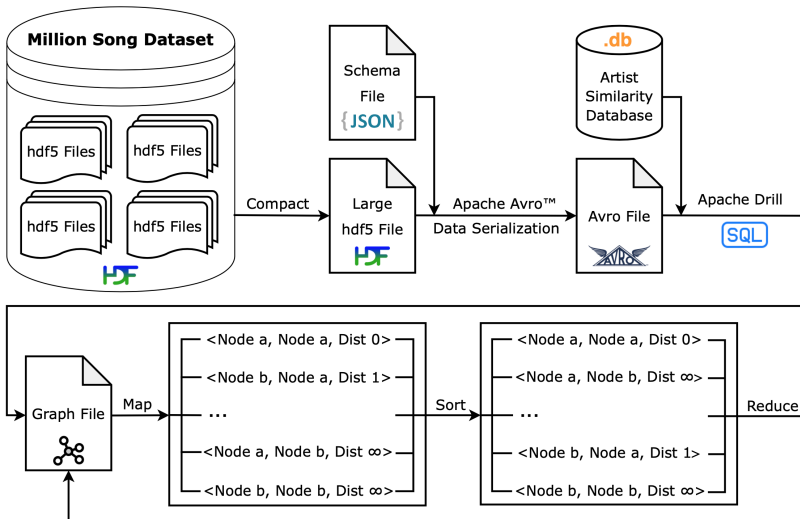 Million Song Dataset
hdf5 Files
hdf5 Files
hdf5 Files
hdf5 Files
HDF
Compact
Schema
File
{JSON}
Large
hdf5 File
HDF
Apache Avro™
Data Serialization
.db
Artist
Similarity
Database
Avro File
AVRO
Apache Drill
SQL
Graph File
Map
<Node a, Node a, Dist 0>
<Node b, Node a, Dist 1>
...
<Node a, Node b, Dist ∞>
<Node b, Node b, Dist ∞>
Sort
<Node a, Node a, Dist 0>
<Node a, Node b, Dist ∞>
...
<Node b, Node a, Dist 1>
<Node b, Node b, Dist ∞>
Reduce